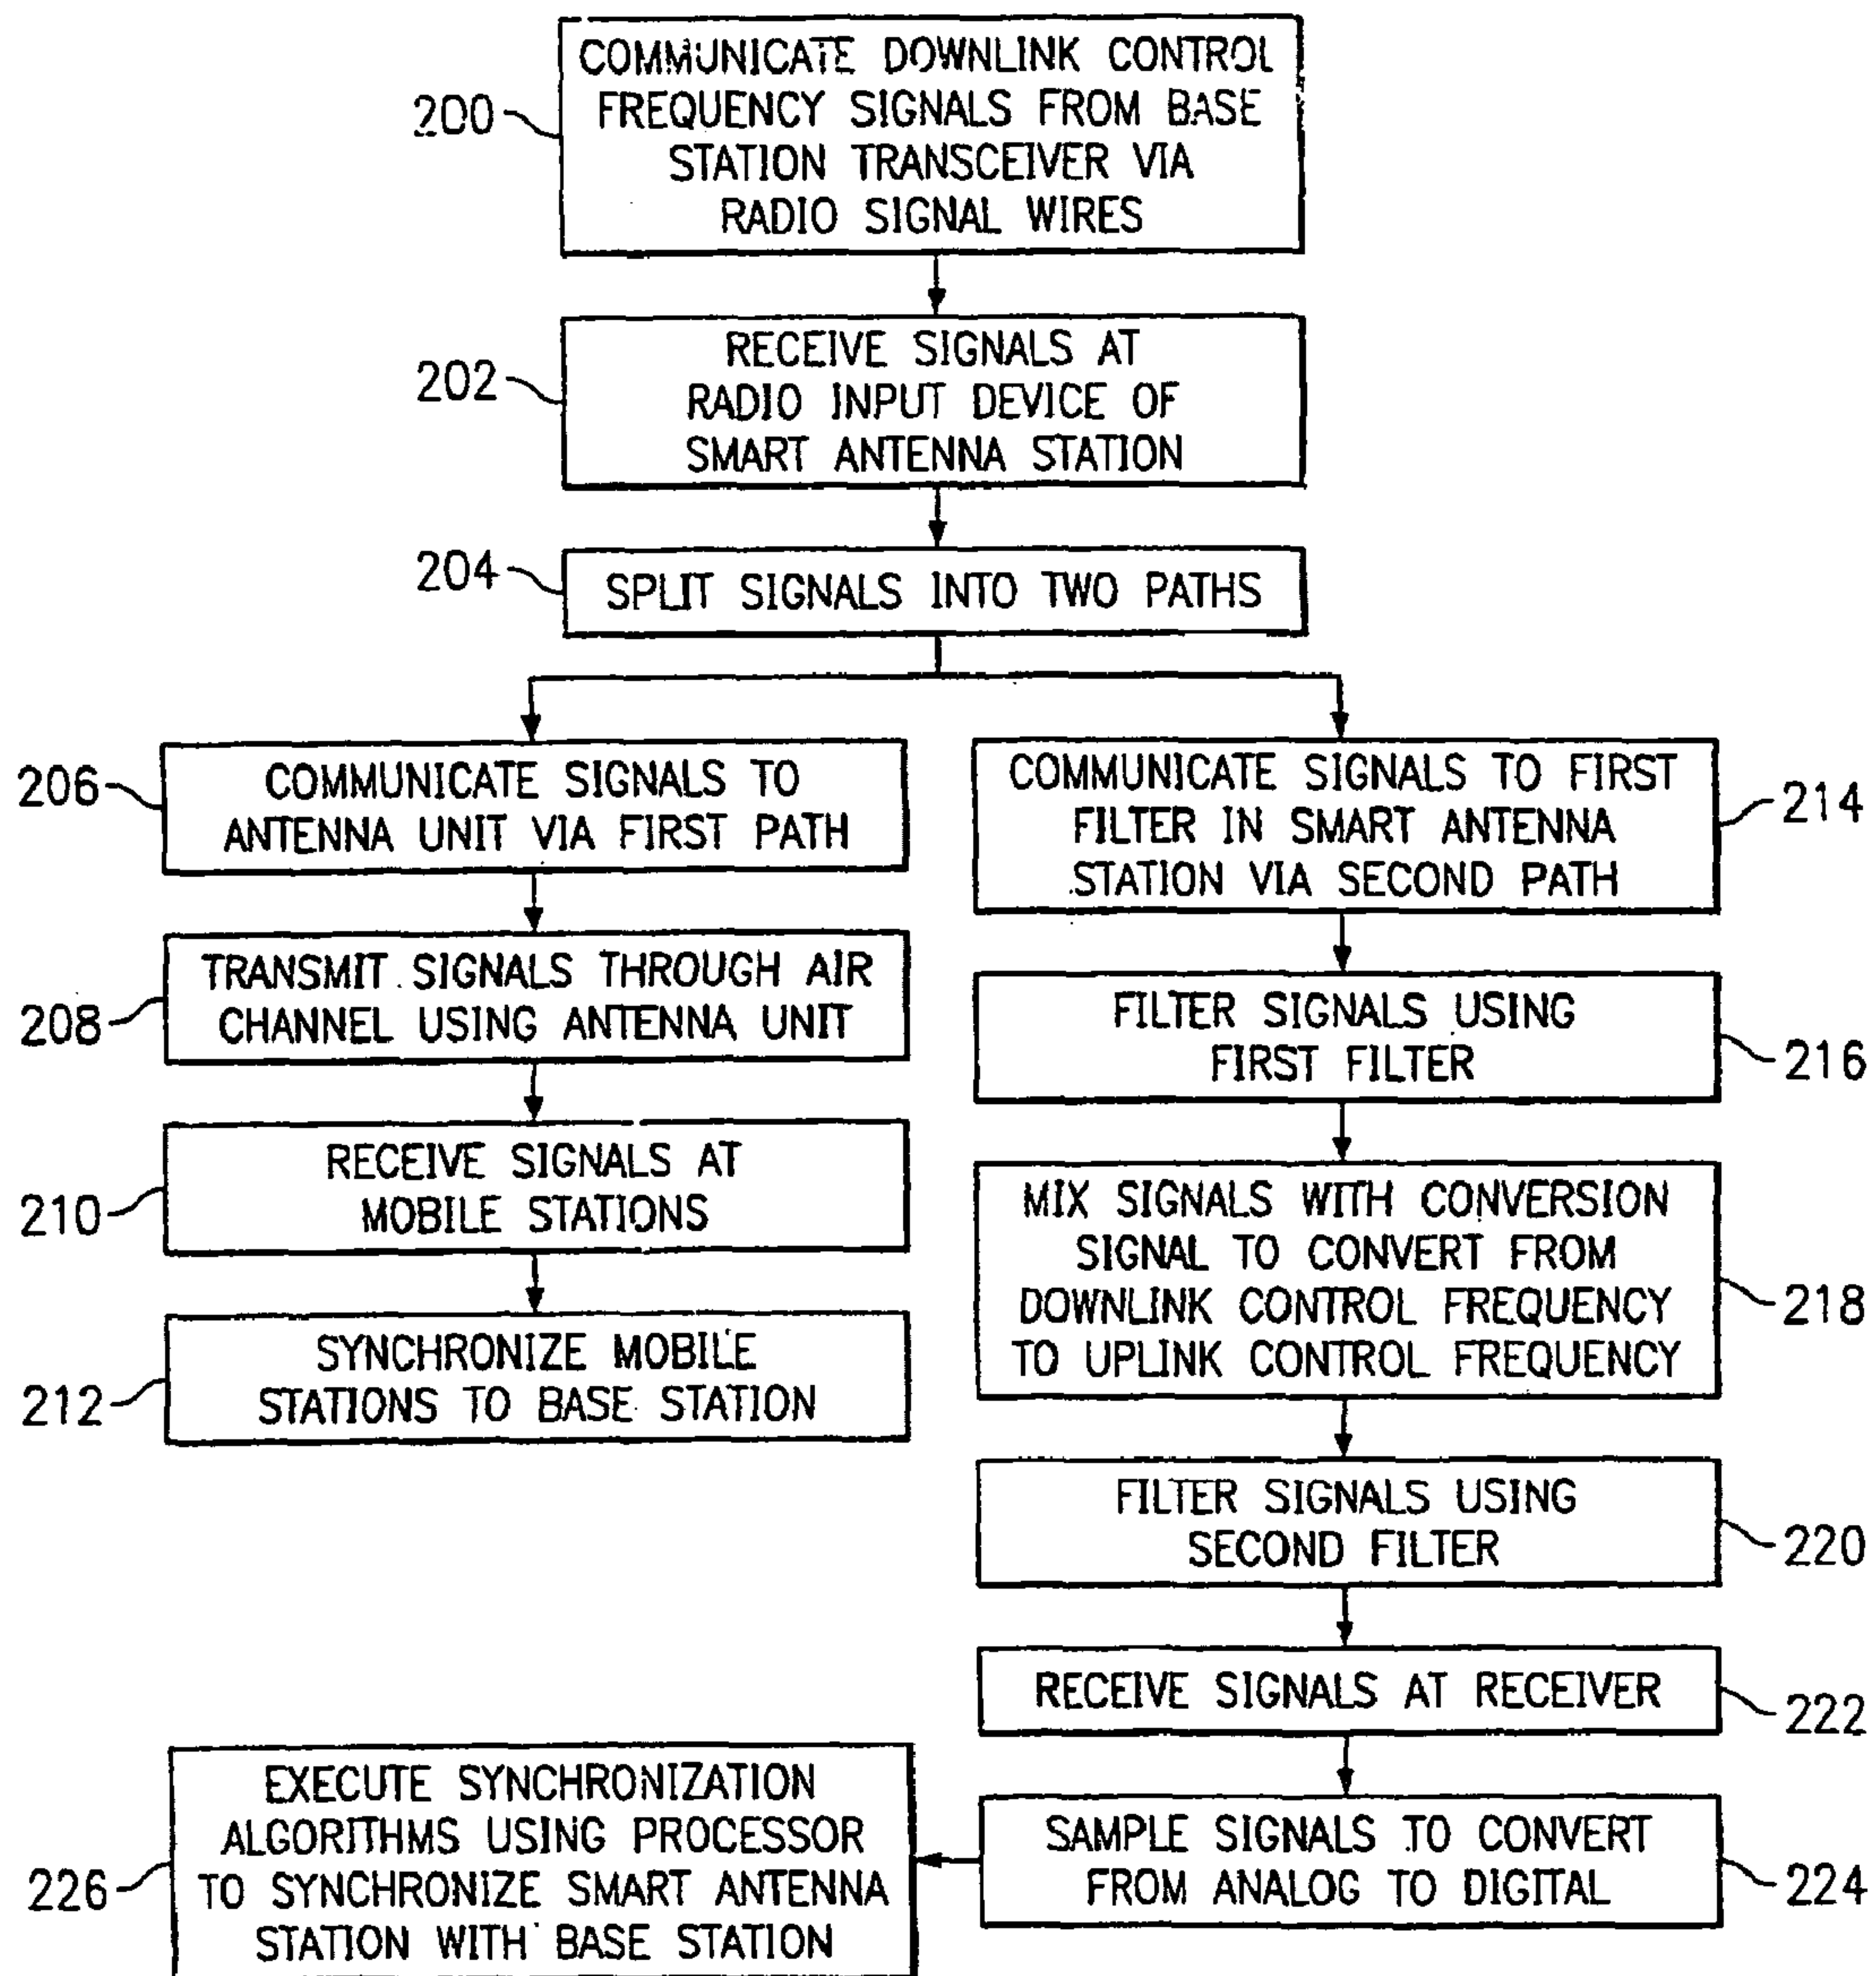 200
COMMUNICATE DOWNLINK CONTROL
FREQUENCY SIGNALS FROM BASE
STATION TRANSCEIVER VIA
RADIO SIGNAL WIRES
202
RECEIVE SIGNALS AT
RADIO INPUT DEVICE OF
SMART ANTENNA STATION
204
SPLIT SIGNALS INTO TWO PATHS
206
COMMUNICATE SIGNALS TO
ANTENNA UNIT VIA FIRST PATH
208
TRANSMIT SIGNALS THROUGH AIR
CHANNEL USING ANTENNA UNIT
210
RECEIVE SIGNALS AT
MOBILE STATIONS
212
SYNCHRONIZE MOBILE
STATIONS TO BASE STATION
COMMUNICATE SIGNALS TO FIRST
FILTER IN SMART ANTENNA
STATION VIA SECOND PATH
214
FILTER SIGNALS USING
FIRST FILTER
216
MIX SIGNALS WITH CONVERSION
SIGNAL TO CONVERT FROM
DOWNLINK CONTROL FREQUENCY
TO UPLINK CONTROL FREQUENCY
218
FILTER SIGNALS USING
SECOND FILTER
220
RECEIVE SIGNALS AT RECEIVER
222
SAMPLE SIGNALS TO CONVERT
FROM ANALOG TO DIGITAL
224
226
EXECUTE SYNCHRONIZATION
ALGORITHMS USING PROCESSOR
TO SYNCHRONIZE SMART ANTENNA
STATION WITH BASE STATION